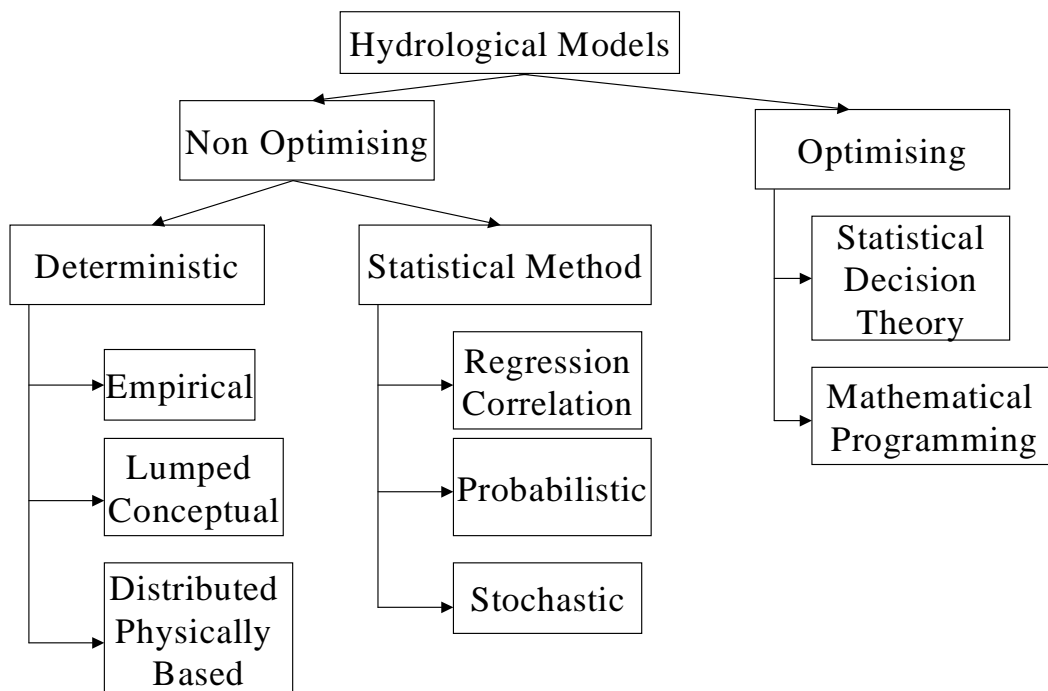 Hydrological Models
Non Optimising
Optimising
Deterministic
Statistical Method
Statistical
Decision
Theory
Empirical
Regression
Correlation
Mathematical
Programming
Lumped
Conceptual
Probabilistic
Distributed
Physically
Based
Stochastic